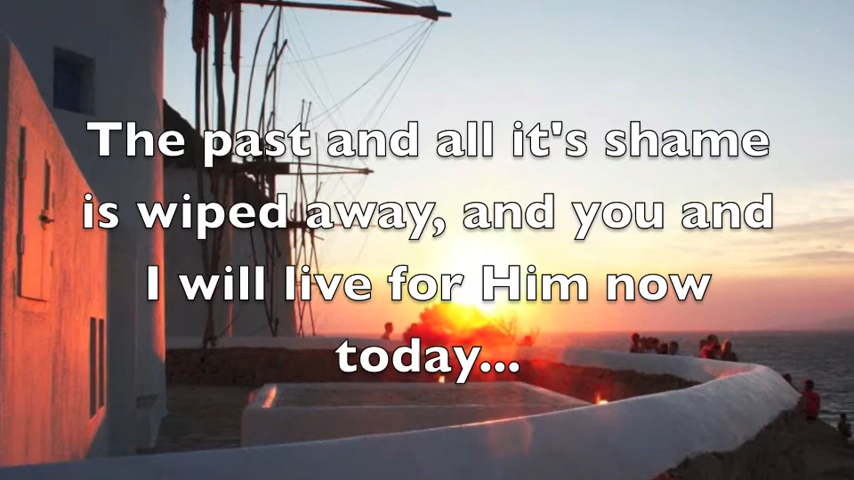 The past and all it's shame
is wiped away, and you and
I will live for Him now
today...